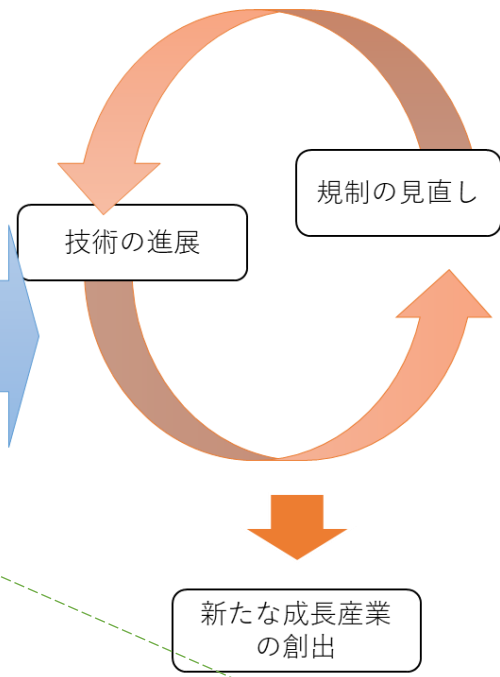 規制の見直し
技術の進展
新たな成長産業
の創出